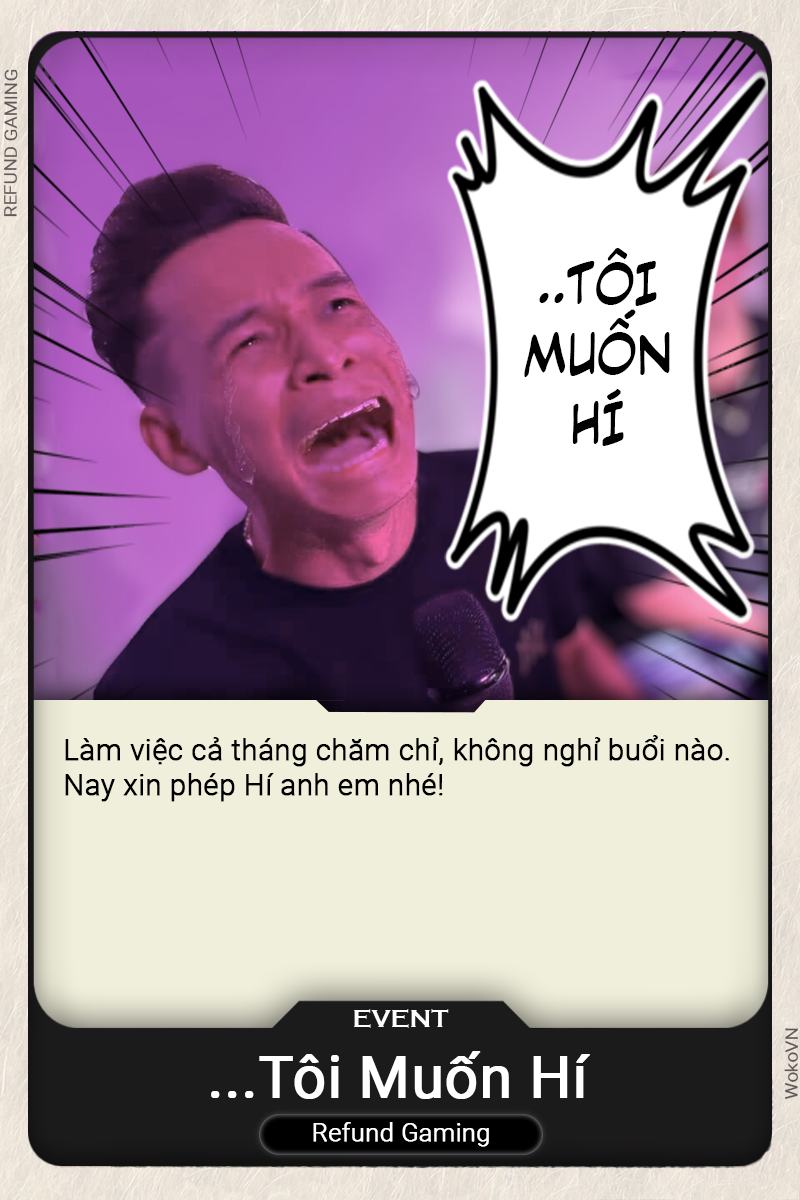 REFUND GAMING
..TÔI
MUỐN
HÍ
Làm việc cả tháng chăm chỉ, không nghỉ buổi nào.
Nay xin phép Hí anh em nhé!
EVENT
...Tôi Muốn Hí
Refund Gaming
WokoVN